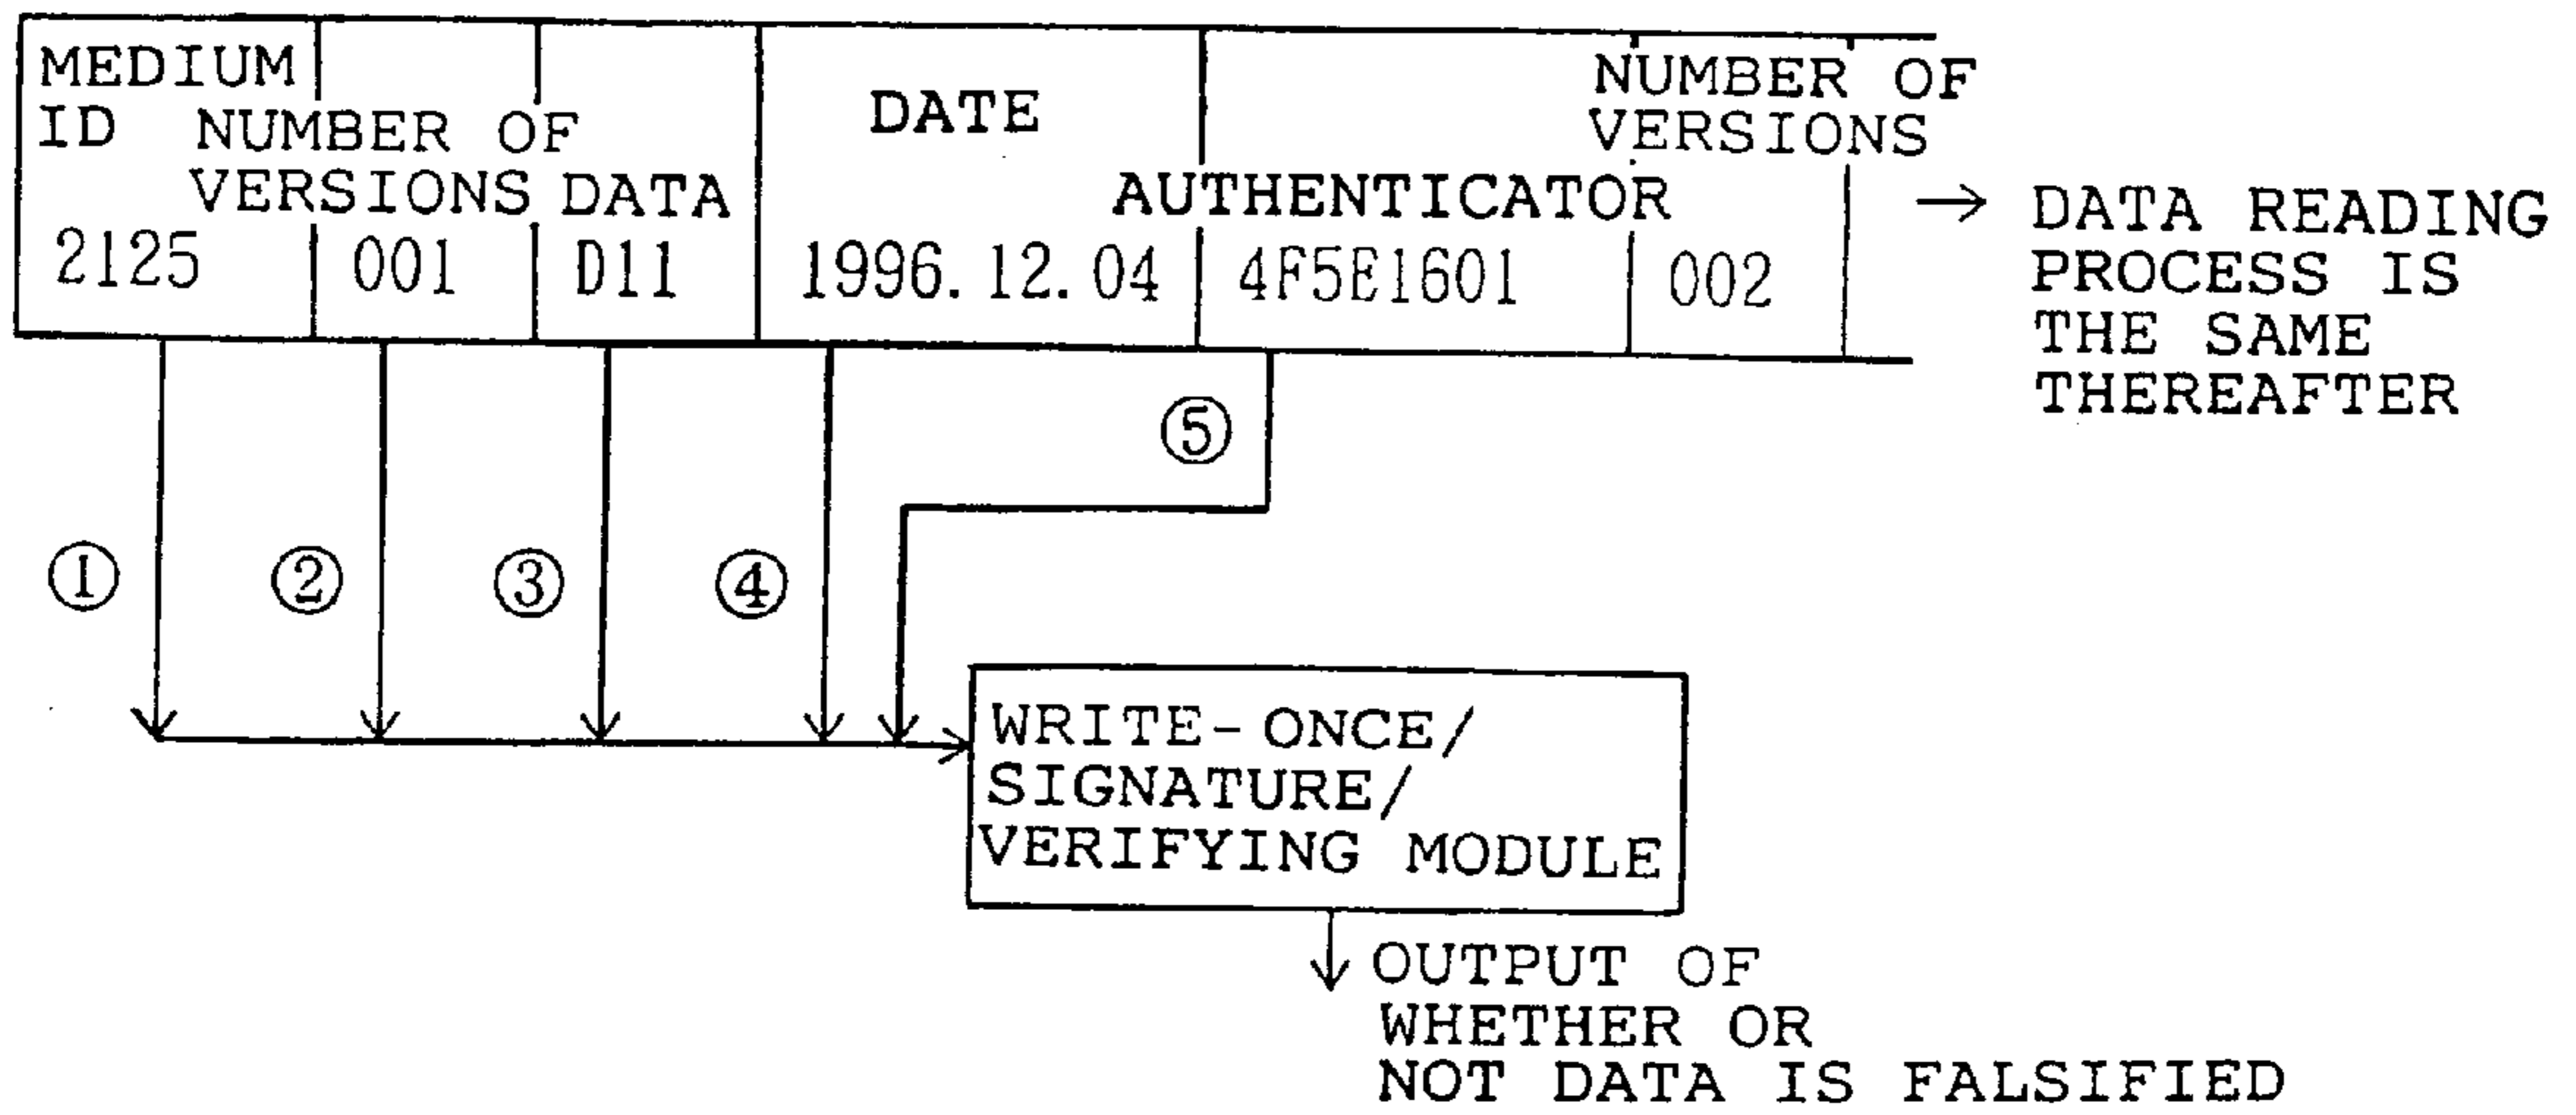 MEDIUM
ID
NUMBER OF
VERSIONS
DATA
DATE
AUTHENTICATOR
NUMBER OF
VERSIONS
2125
001
D11
1996.12.04
4F5E1601
002
→ DATA READING
PROCESS IS
THE SAME
THEREAFTER
⑤
①
②
③
④
WRITE-ONCE/
SIGNATURE/
VERIFYING MODULE
OUTPUT OF
WHETHER OR
NOT DATA IS FALSIFIED